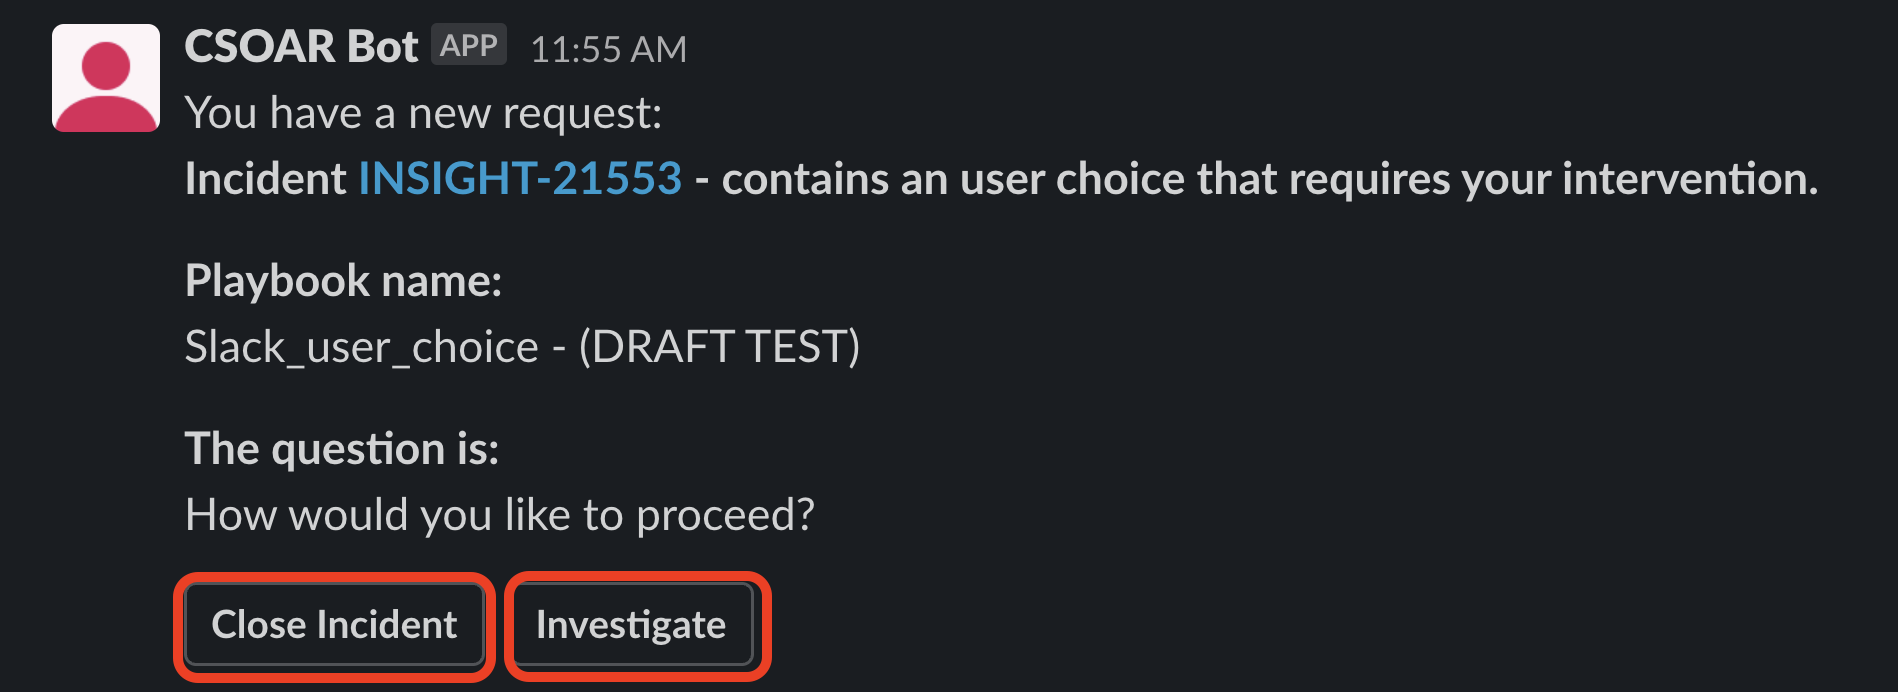 CSOAR Bot APP 11:55 AM
You have a new request:
Incident INSIGHT-21553 - contains an user choice that requires your intervention.
Playbook name:
Slack_user_choice - (DRAFT TEST)
The question is:
How would you like to proceed?
Close Incident Investigate